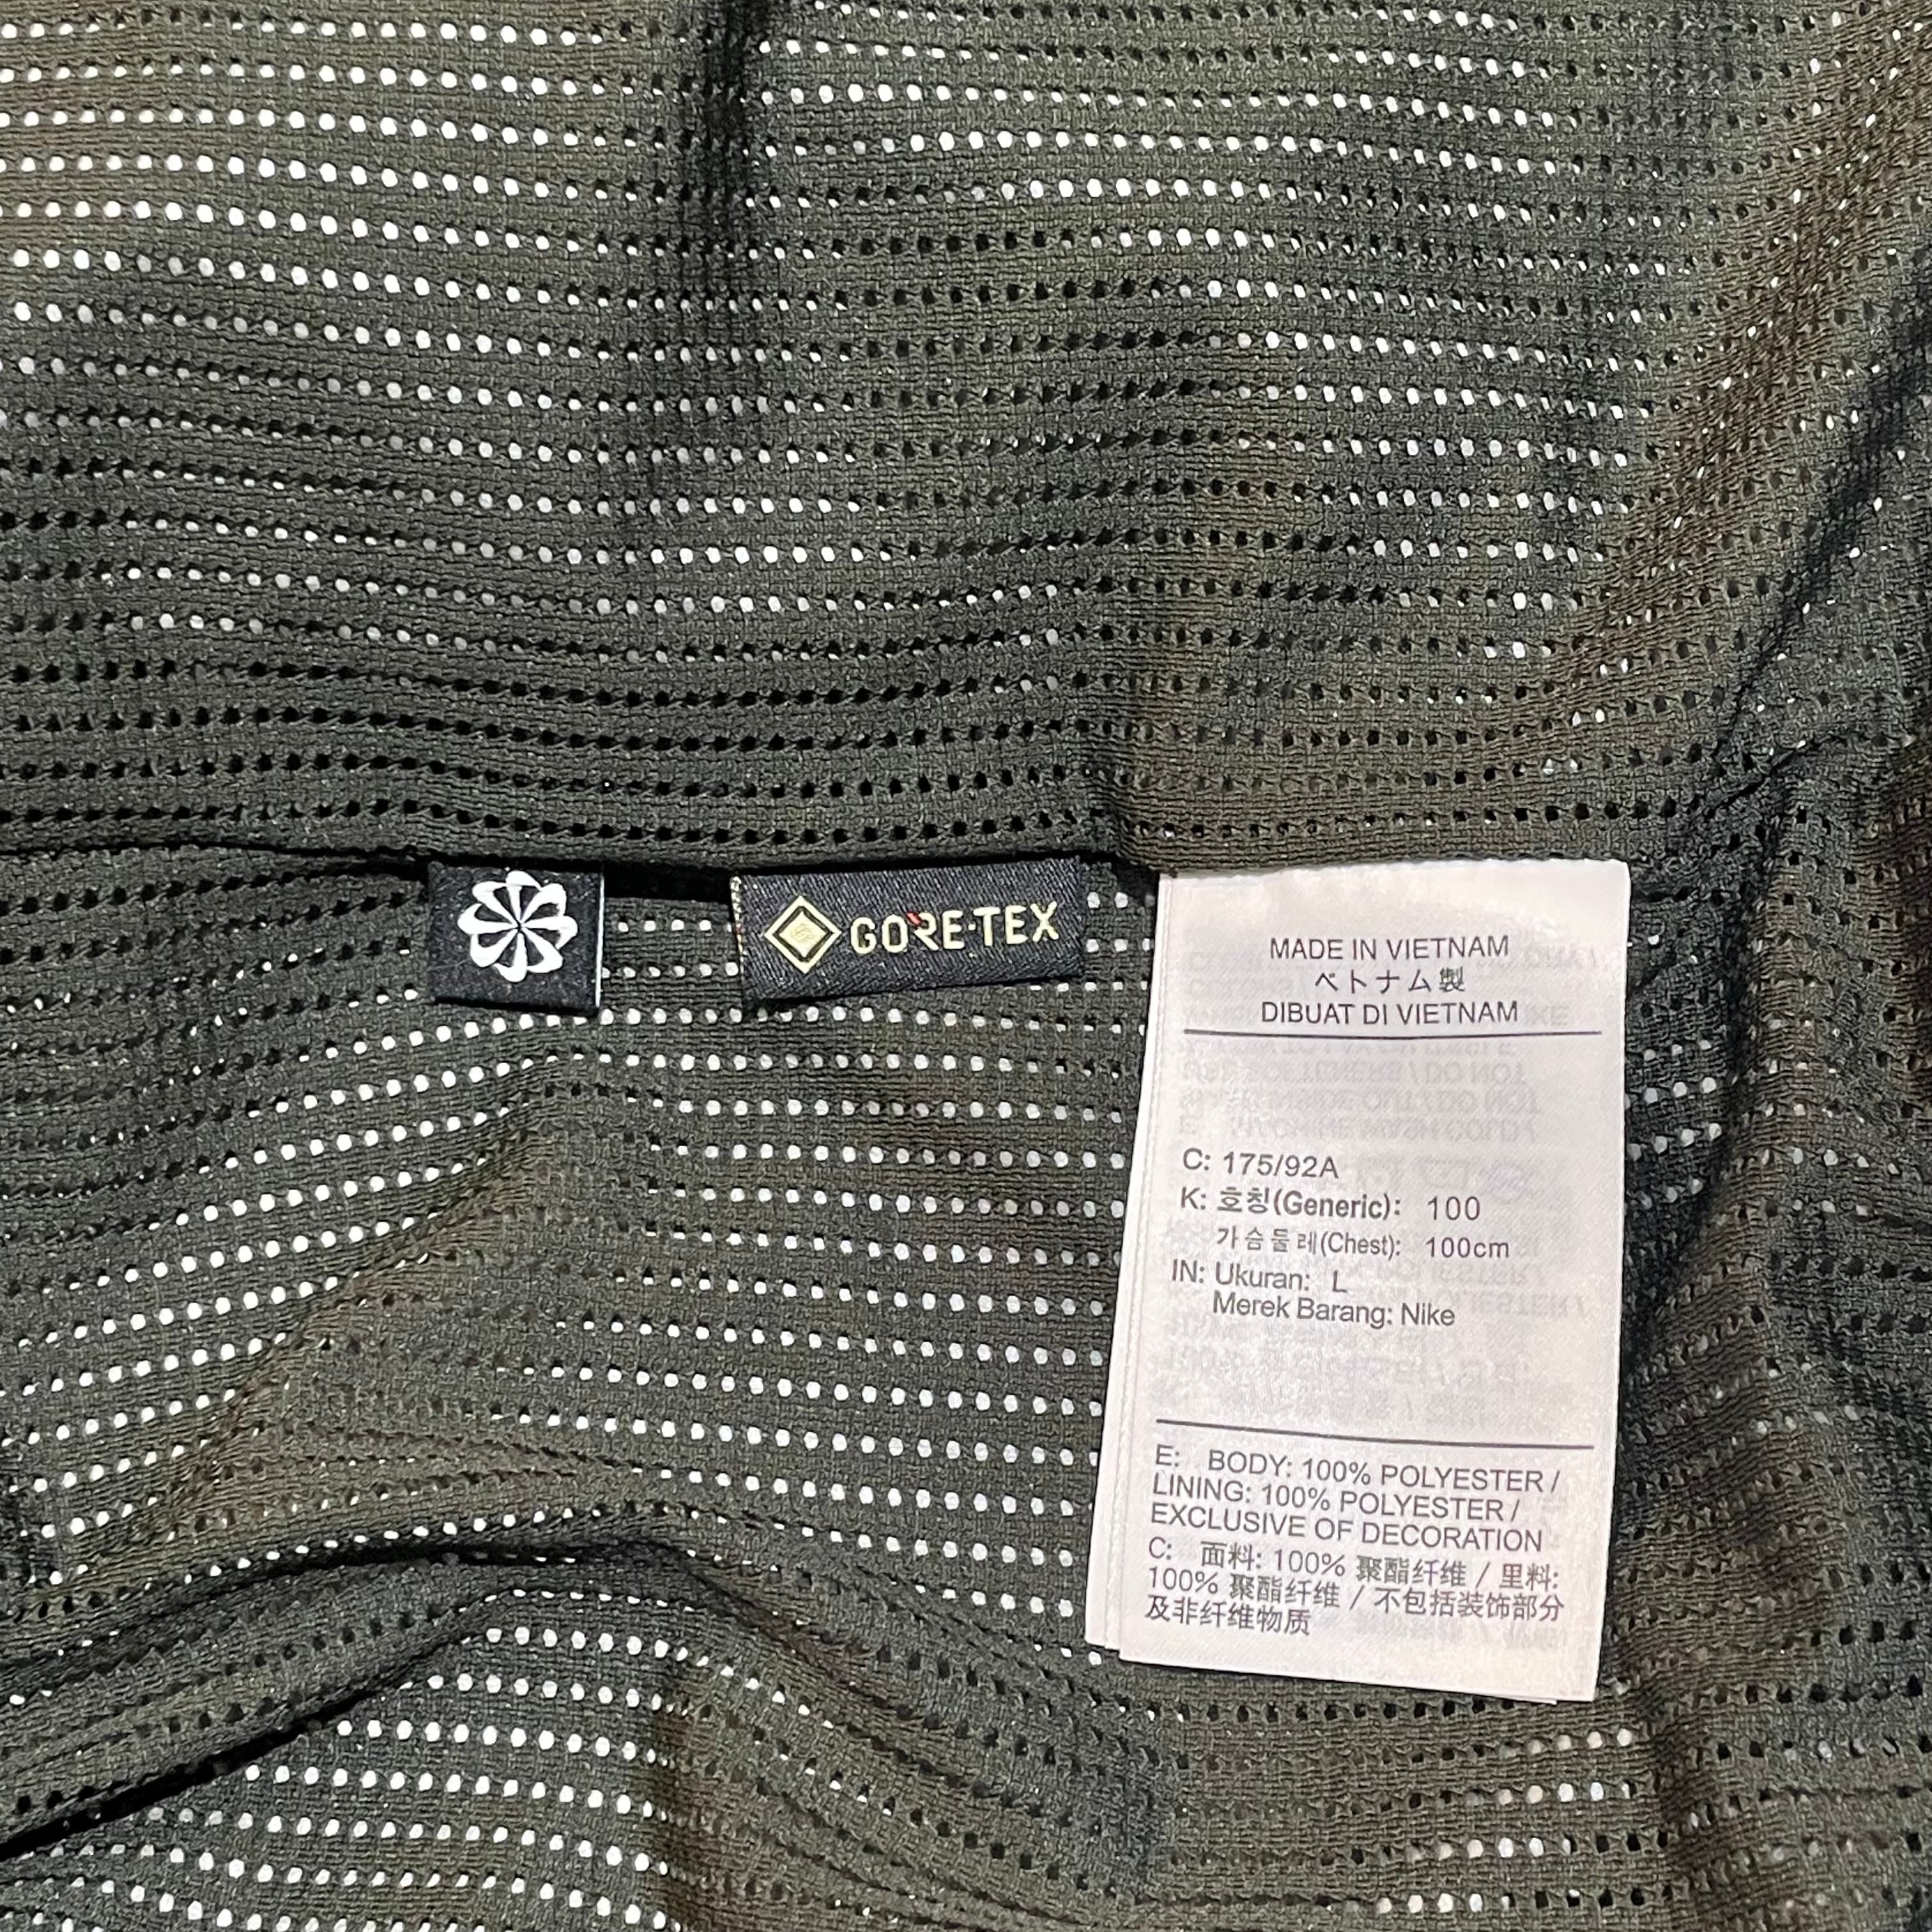 GORE-TEX
MADE IN VIETNAM
ベトナム製
DIBUAT DI VIETNAM
C: 175/92A
K: 호칭(Generic): 100
가슴둘레(Chest): 100cm
IN: Ukuran: L
Merek Barang: Nike
E: BODY: 100% POLYESTER /
LINING: 100% POLYESTER /
EXCLUSIVE OF DECORATION
C: 面料: 100% 聚酯纤维 / 里料:
100% 聚酯纤维 / 不包括装饰部分
及非纤维物质